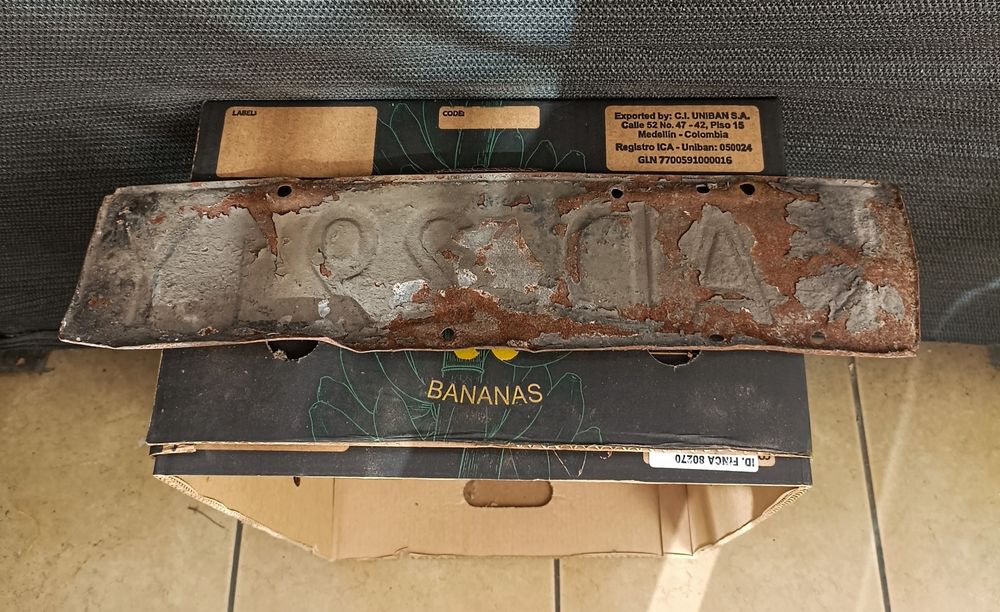 LABEL:
CODE:
Exported by: C.I. UNIBAN S.A.
Calle 52 No. 47 - 42, Piso 15
Medellín - Colombia
Registro ICA - Uniban: 050024
GLN 7700591000016
BANANAS
ID. FINCA 80270